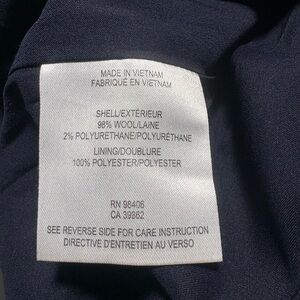 MADE IN VIETNAM
FABRIQUÉ EN VIETNAM
SHELL/EXTÉRIEUR
98% WOOL/LAINE
2% POLYURETHANE/POLYURÉTHANE
LINING/DOUBLURE
100% POLYESTER/POLYESTER
RN 98406
CA 39862
SEE REVERSE SIDE FOR CARE INSTRUCTION
DIRECTIVE D'ENTRETIEN AU VERSO